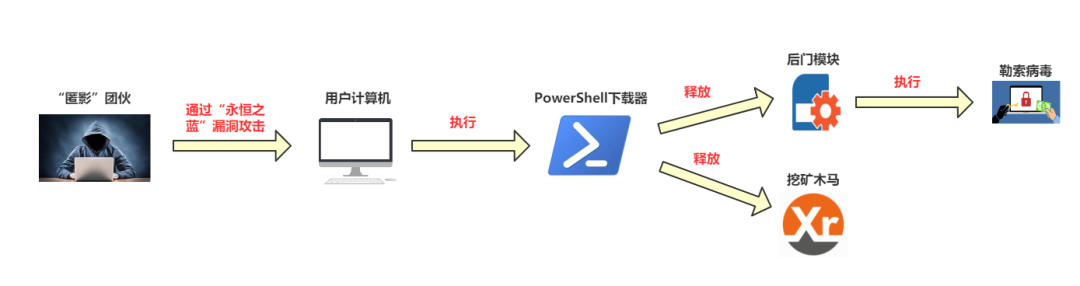 “匿影”团伙
通过“永恒之
蓝”漏洞攻击
用户计算机
执行
PowerShell下载器
释放
释放
后门模块
挖矿木马
Xr
执行
勒索病毒